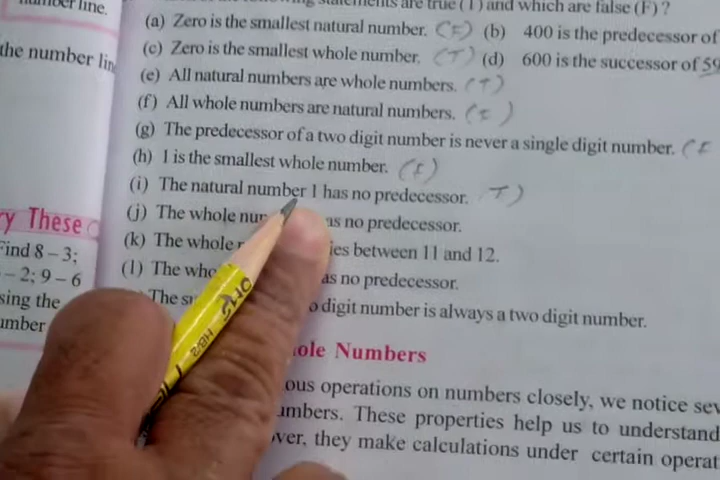 number line.
statements are true (T) and which are false (F) ?
(a) Zero is the smallest natural number. (F) (b) 400 is the predecessor of
the number lin
(c) Zero is the smallest whole number. (T) (d) 600 is the successor of 59
(e) All natural numbers are whole numbers. (T)
(f) All whole numbers are natural numbers. (F)
(g) The predecessor of a two digit number is never a single digit number. (F
(h) 1 is the smallest whole number. (F)
(i) The natural number 1 has no predecessor. T)
(j) The whole as no predecessor.
(k) The whole between 11 and 12.
(l) The as no predecessor.
The digit number is always a two digit number.
y These
Find 8 – 3;
– 2; 9 – 6
sing the
umber
ole Numbers
ous operations on numbers closely, we notice sev
umbers. These properties help us to understand
ver, they make calculations under certain operat
HB/2